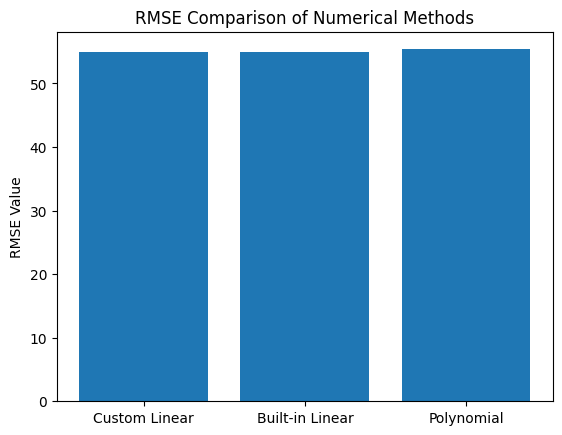 RMSE Comparison of Numerical Methods
RMSE Value
50
40
30
20
10
0
Custom Linear
Built-in Linear
Polynomial